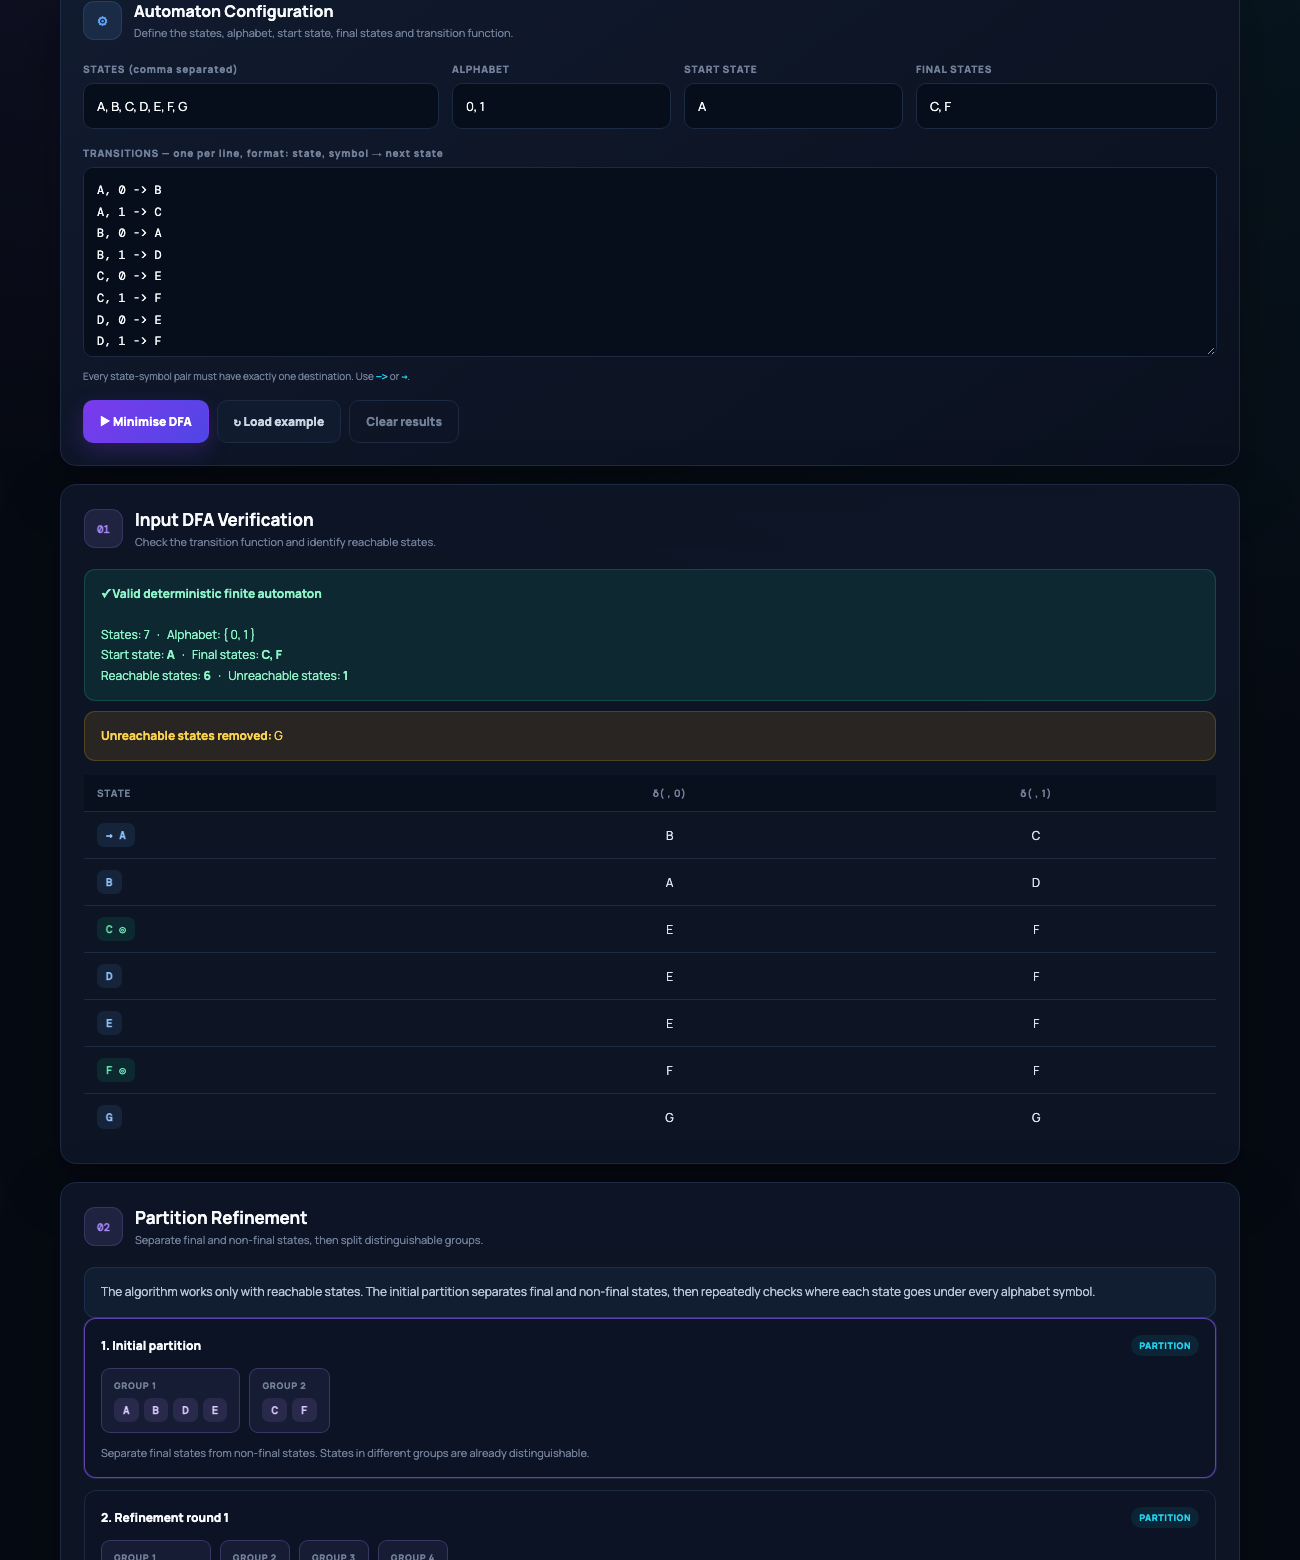 ⚙
Automaton Configuration
Define the states, alphabet, start state, final states and transition function.
STATES (comma separated) ALPHABET START STATE FINAL STATES
A, B, C, D, E, F, G 0, 1 A C, F
TRANSITIONS — one per line, format: state, symbol → next state
A, 0 -> B
A, 1 -> C
B, 0 -> A
B, 1 -> D
C, 0 -> E
C, 1 -> F
D, 0 -> E
D, 1 -> F
Every state-symbol pair must have exactly one destination. Use -> or →.
▶ Minimise DFA ↻ Load example Clear results
01
Input DFA Verification
Check the transition function and identify reachable states.
✓Valid deterministic finite automaton
States: 7 · Alphabet: { 0, 1 }
Start state: A · Final states: C, F
Reachable states: 6 · Unreachable states: 1
Unreachable states removed: G
STATE δ( , 0) δ( , 1)
→ A B C
B A D
C ◎ E F
D E F
E E F
F ◎ F F
G G G
02
Partition Refinement
Separate final and non-final states, then split distinguishable groups.
The algorithm works only with reachable states. The initial partition separates final and non-final states, then repeatedly checks where each state goes under every alphabet symbol.
1. Initial partition PARTITION
GROUP 1 GROUP 2
A B D E C F
Separate final states from non-final states. States in different groups are already distinguishable.
2. Refinement round 1 PARTITION
GROUP 1 GROUP 2 GROUP 3 GROUP 4